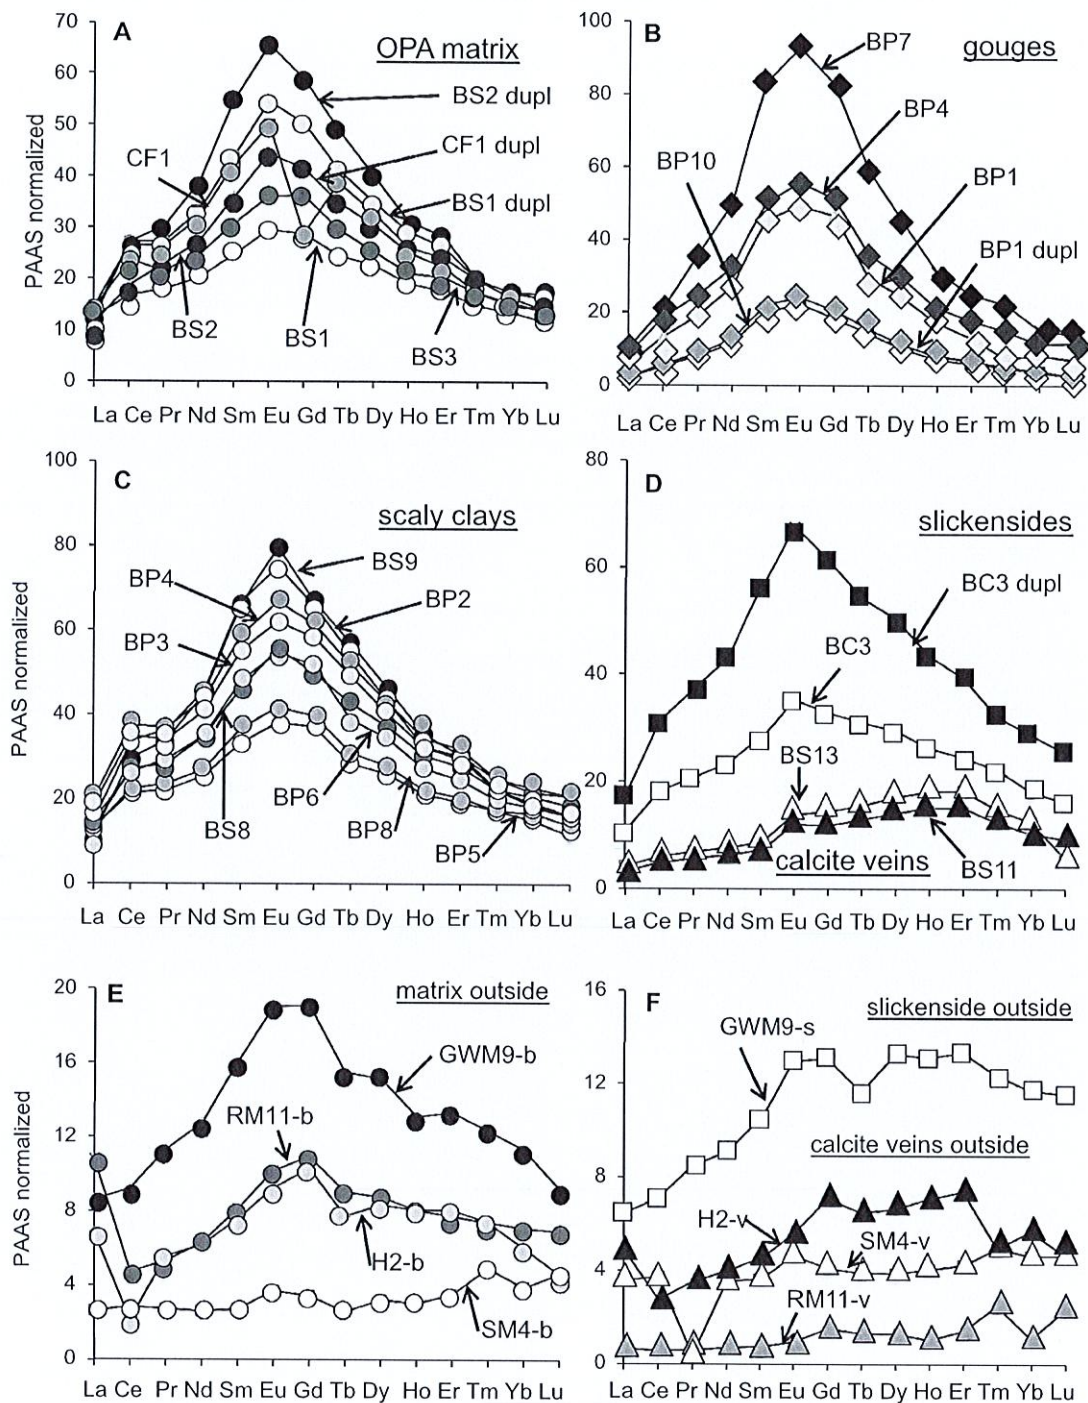 A
OPA matrix
PAAS normalized
70
60
50
40
30
20
10
0
BS2 dupl
CF1
CF1 dupl
BS1 dupl
BS2
BS1
BS3
La Ce Pr Nd Sm Eu Gd Tb Dy Ho Er Tm Yb Lu
B
gouges
100
80
60
40
20
0
BP7
BP4
BP10
BP1
BP1 dupl
La Ce Pr Nd Sm Eu Gd Tb Dy Ho Er Tm Yb Lu
C
scaly clays
PAAS normalized
100
80
60
40
20
0
BS9
BP4
BP2
BP3
BP6
BS8
BP8
BP5
La Ce Pr Nd Sm Eu Gd Tb Dy Ho Er Tm Yb Lu
D
slickensides
80
60
40
20
0
BC3 dupl
BC3
BS13
calcite veins
BS11
La Ce Pr Nd Sm Eu Gd Tb Dy Ho Er Tm Yb Lu
E
matrix outside
PAAS normalized
20
16
12
8
4
0
GWM9-b
RM11-b
H2-b
SM4-b
La Ce Pr Nd Sm Eu Gd Tb Dy Ho Er Tm Yb Lu
F
slickenside outside
16
12
8
4
0
GWM9-s
calcite veins outside
H2-v
SM4-v
RM11-v
La Ce Pr Nd Sm Eu Gd Tb Dy Ho Er Tm Yb Lu